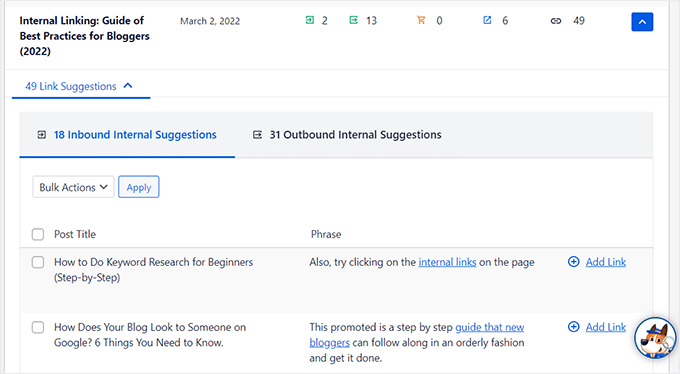 Internal Linking: Guide of
Best Practices for Bloggers
(2022)
March 2, 2022
2
13
0
6
49
49 Link Suggestions
18 Inbound Internal Suggestions
31 Outbound Internal Suggestions
Bulk Actions
Apply
Post Title
Phrase
How to Do Keyword Research for Beginners
(Step-by-Step)
Also, try clicking on the internal links on the page
Add Link
How Does Your Blog Look to Someone on
Google? 6 Things You Need to Know.
This promoted is a step by step guide that new
bloggers can follow along in an orderly fashion
and get it done.
Add Link